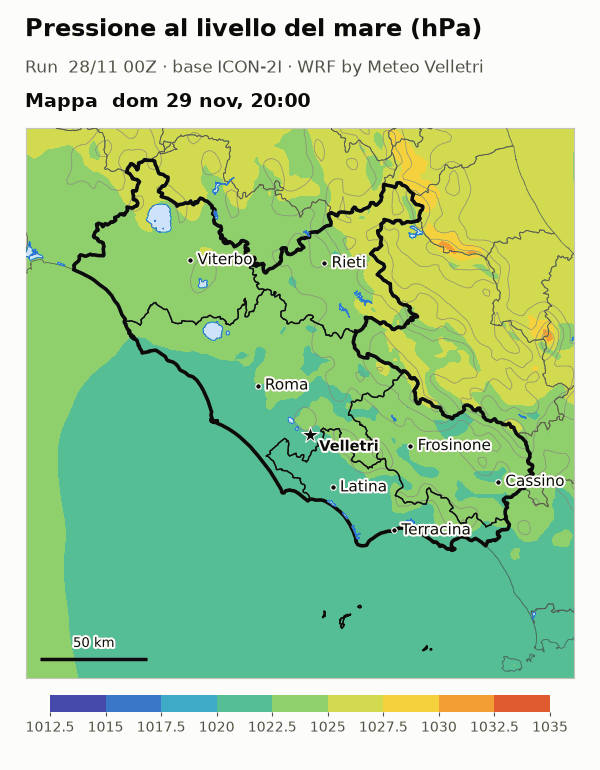 Pressione al livello del mare (hPa)
Run  28/11 00Z · base ICON-2I · WRF by Meteo Velletri
Mappa  dom 29 nov, 20:00
Viterbo
Rieti
Roma
Velletri
Frosinone
Cassino
Latina
Terracina
50 km
1012.5 1015 1017.5 1020 1022.5 1025 1027.5 1030 1032.5 1035